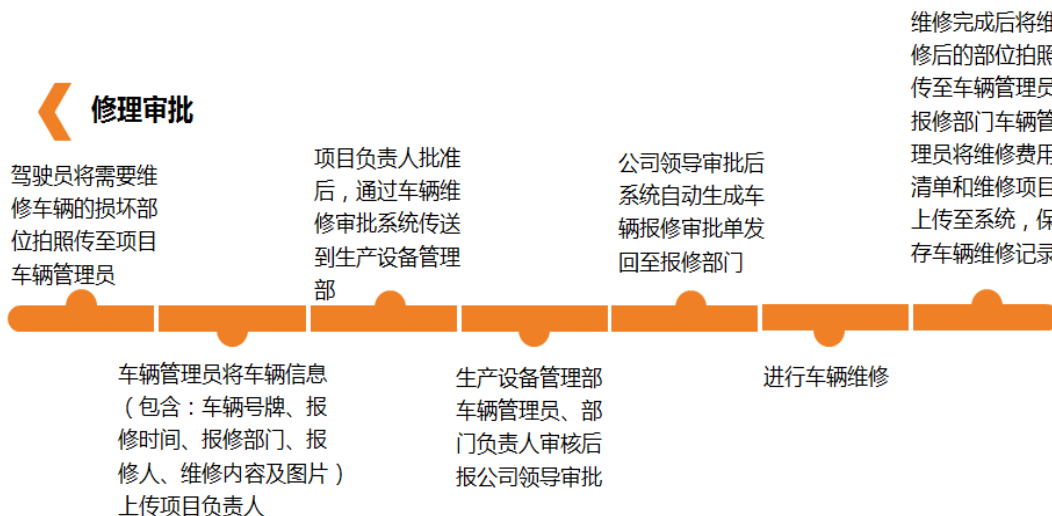 修理审批
驾驶员将需要维
修车辆的损坏部
位拍照传至项目
车辆管理员
车辆管理员将车辆信息
（包含：车辆号牌、报
修时间、报修部门、报
修人、维修内容及图片）
上传项目负责人
项目负责人批准
后，通过车辆维
修审批系统传送
到生产设备管理
部
生产设备管理部
车辆管理员、部
门负责人审核后
报公司领导审批
公司领导审批后
系统自动生成车
辆报修审批单发
回至报修部门
进行车辆维修
维修完成后将维
修后的部位拍照
传至车辆管理员
报修部门车辆管
理员将维修费用
清单和维修项目
上传至系统，保
存车辆维修记录